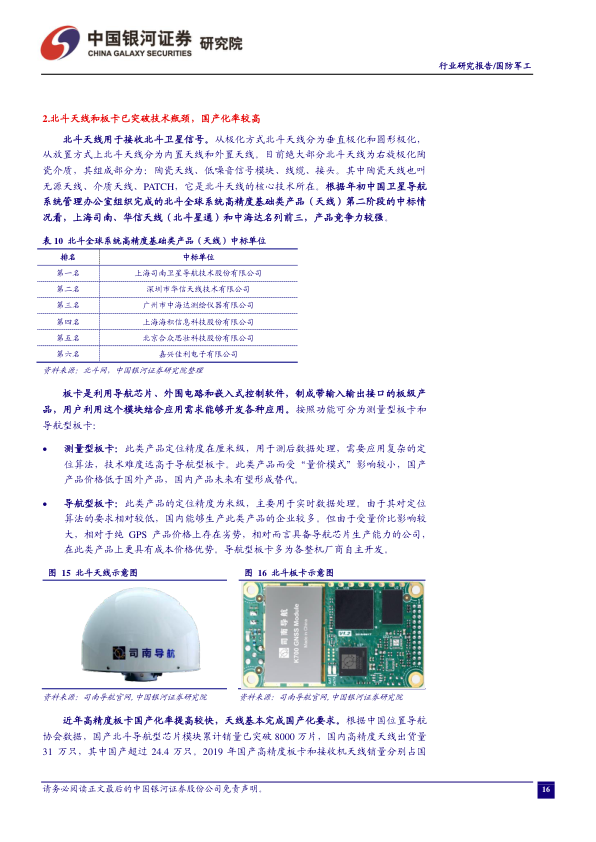 中国银河证券 研究院
CHINA GALAXY SECURITIES
行业研究报告/国防军工
2.北斗天线和板卡已突破技术瓶颈，国产化率较高
北斗天线用于接收北斗卫星信号。从极化方式北斗天线分为垂直极化和圆形极化，
从放置方式上北斗天线分为内置天线和外置天线。目前绝大部分北斗天线为右旋极化陶
瓷介质，其组成部分为：陶瓷天线、低噪音信号模块、线缆、接头。其中陶瓷天线也叫
无源天线、介质天线、PATCH，它是北斗天线的核心技术所在。根据年初中国卫星导航
系统管理办公室组织完成的北斗全球系统高精度基础类产品（天线）第二阶段的中标情
况看，上海司南、华信天线（北斗星通）和中海达名列前三，产品竞争力较强。
表 10 北斗全球系统高精度基础类产品（天线）中标单位
排名 中标单位
第一名 上海司南卫星导航技术股份有限公司
第二名 深圳市华信天线技术有限公司
第三名 广州市中海达测绘仪器有限公司
第四名 上海海积信息科技股份有限公司
第五名 北京合众思壮科技股份有限公司
第六名 嘉兴佳利电子有限公司
资料来源：北斗网，中国银河证券研究院整理
板卡是利用导航芯片、外围电路和嵌入式控制软件，制成带输入输出接口的板级产
品，用户利用这个模块结合应用需求能够开发各种应用。按照功能可分为测量型板卡和
导航型板卡：
• 测量型板卡：此类产品定位精度在厘米级，用于测后数据处理，需要应用复杂的定
位算法，技术难度远高于导航型板卡。此类产品而受“量价模式”影响较小，国产
产品价格低于国外产品，国内产品未来有望形成替代。
• 导航型板卡：此类产品的定位精度为米级，主要用于实时数据处理。由于其对定位
算法的要求相对较低，国内能够生产此类产品的企业较多。但由于受量价比影响较
大，相对于纯 GPS 产品价格上存在劣势，相对而言具备导航芯片生产能力的公司，
在此类产品上更具有成本价格优势。导航型板卡多为各整机厂商自主开发。
图 15 北斗天线示意图 图 16 北斗板卡示意图
司南导航
司南导航
K700 GNSS Module
Made in China
资料来源：司南导航官网,中国银河证券研究院 资料来源：司南导航官网,中国银河证券研究院
近年高精度板卡国产化率提高较快，天线基本完成国产化要求。根据中国位置导航
协会数据，国产北斗导航型芯片模块累计销量已突破 8000 万片，国内高精度天线出货量
31 万只，其中国产超过 24.4 万只。2019 年国产高精度板卡和接收机天线销量分别占国
请务必阅读正文最后的中国银河证券股份公司免责声明。
16